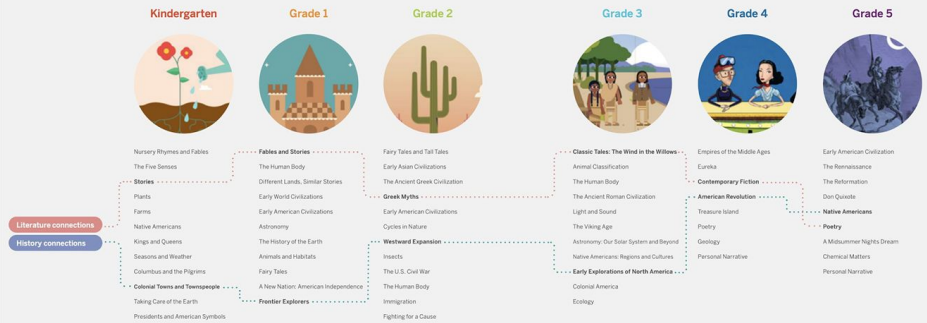 Kindergarten
Grade 1
Grade 2
Grade 3
Grade 4
Grade 5
Literature connections
History connections
Nursery Rhymes and Fables
The Five Senses
Stories
Plants
Farms
Native Americans
Kings and Queens
Seasons and Weather
Columbus and the Pilgrims
Colonial Towns and Townspeople
Taking Care of the Earth
Presidents and American Symbols
Fables and Stories
The Human Body
Different Lands, Similar Stories
Early World Civilizations
Early American Civilizations
Astronomy
The History of the Earth
Animals and Habitats
Fairy Tales
A New Nation: American Independence
Frontier Explorers
Fairy Tales and Tall Tales
Early Asian Civilizations
The Ancient Greek Civilization
Greek Myths
Early American Civilizations
Cycles in Nature
Westward Expansion
Insects
The U.S. Civil War
The Human Body
Immigration
Fighting for a Cause
Classic Tales: The Wind in the Willows
Animal Classification
The Human Body
The Ancient Roman Civilization
Light and Sound
The Viking Age
Astronomy: Our Solar System and Beyond
Native Americans: Regions and Cultures
Early Explorations of North America
Colonial America
Ecology
Empires of the Middle Ages
Eureka
Contemporary Fiction
American Revolution
Treasure Island
Poetry
Geology
Personal Narrative
Early American Civilization
The Rennaissance
The Reformation
Don Quixote
Native Americans
Poetry
A Midsummer Nights Dream
Chemical Matters
Personal Narrative